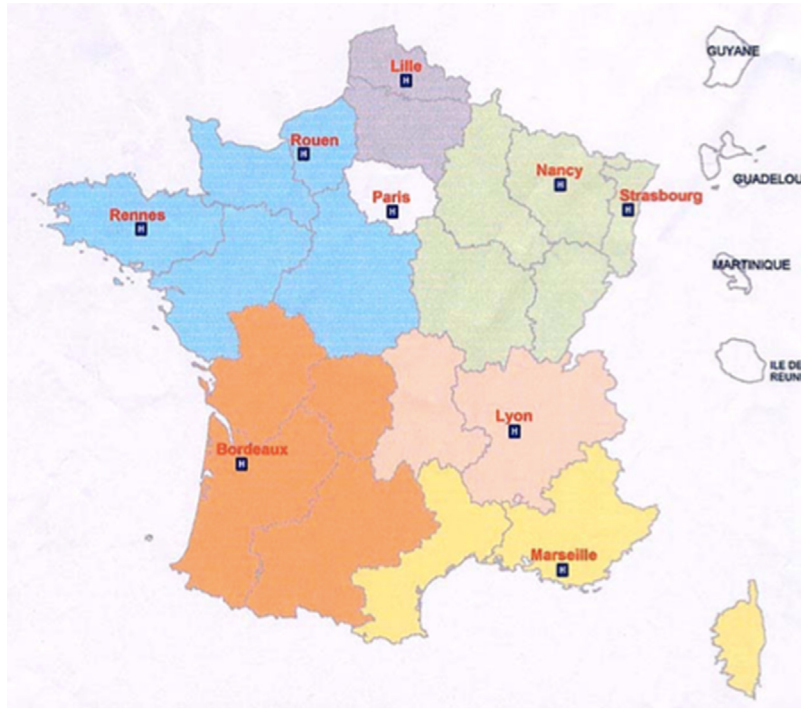 Lille
H
GUYANE
Rouen
H
Nancy
H
Paris
H
Strasbourg
H
GUADELOU
Rennes
H
MARTINIQUE
ILE DE
REUNI
Lyon
H
Bordeaux
H
Marseille
H